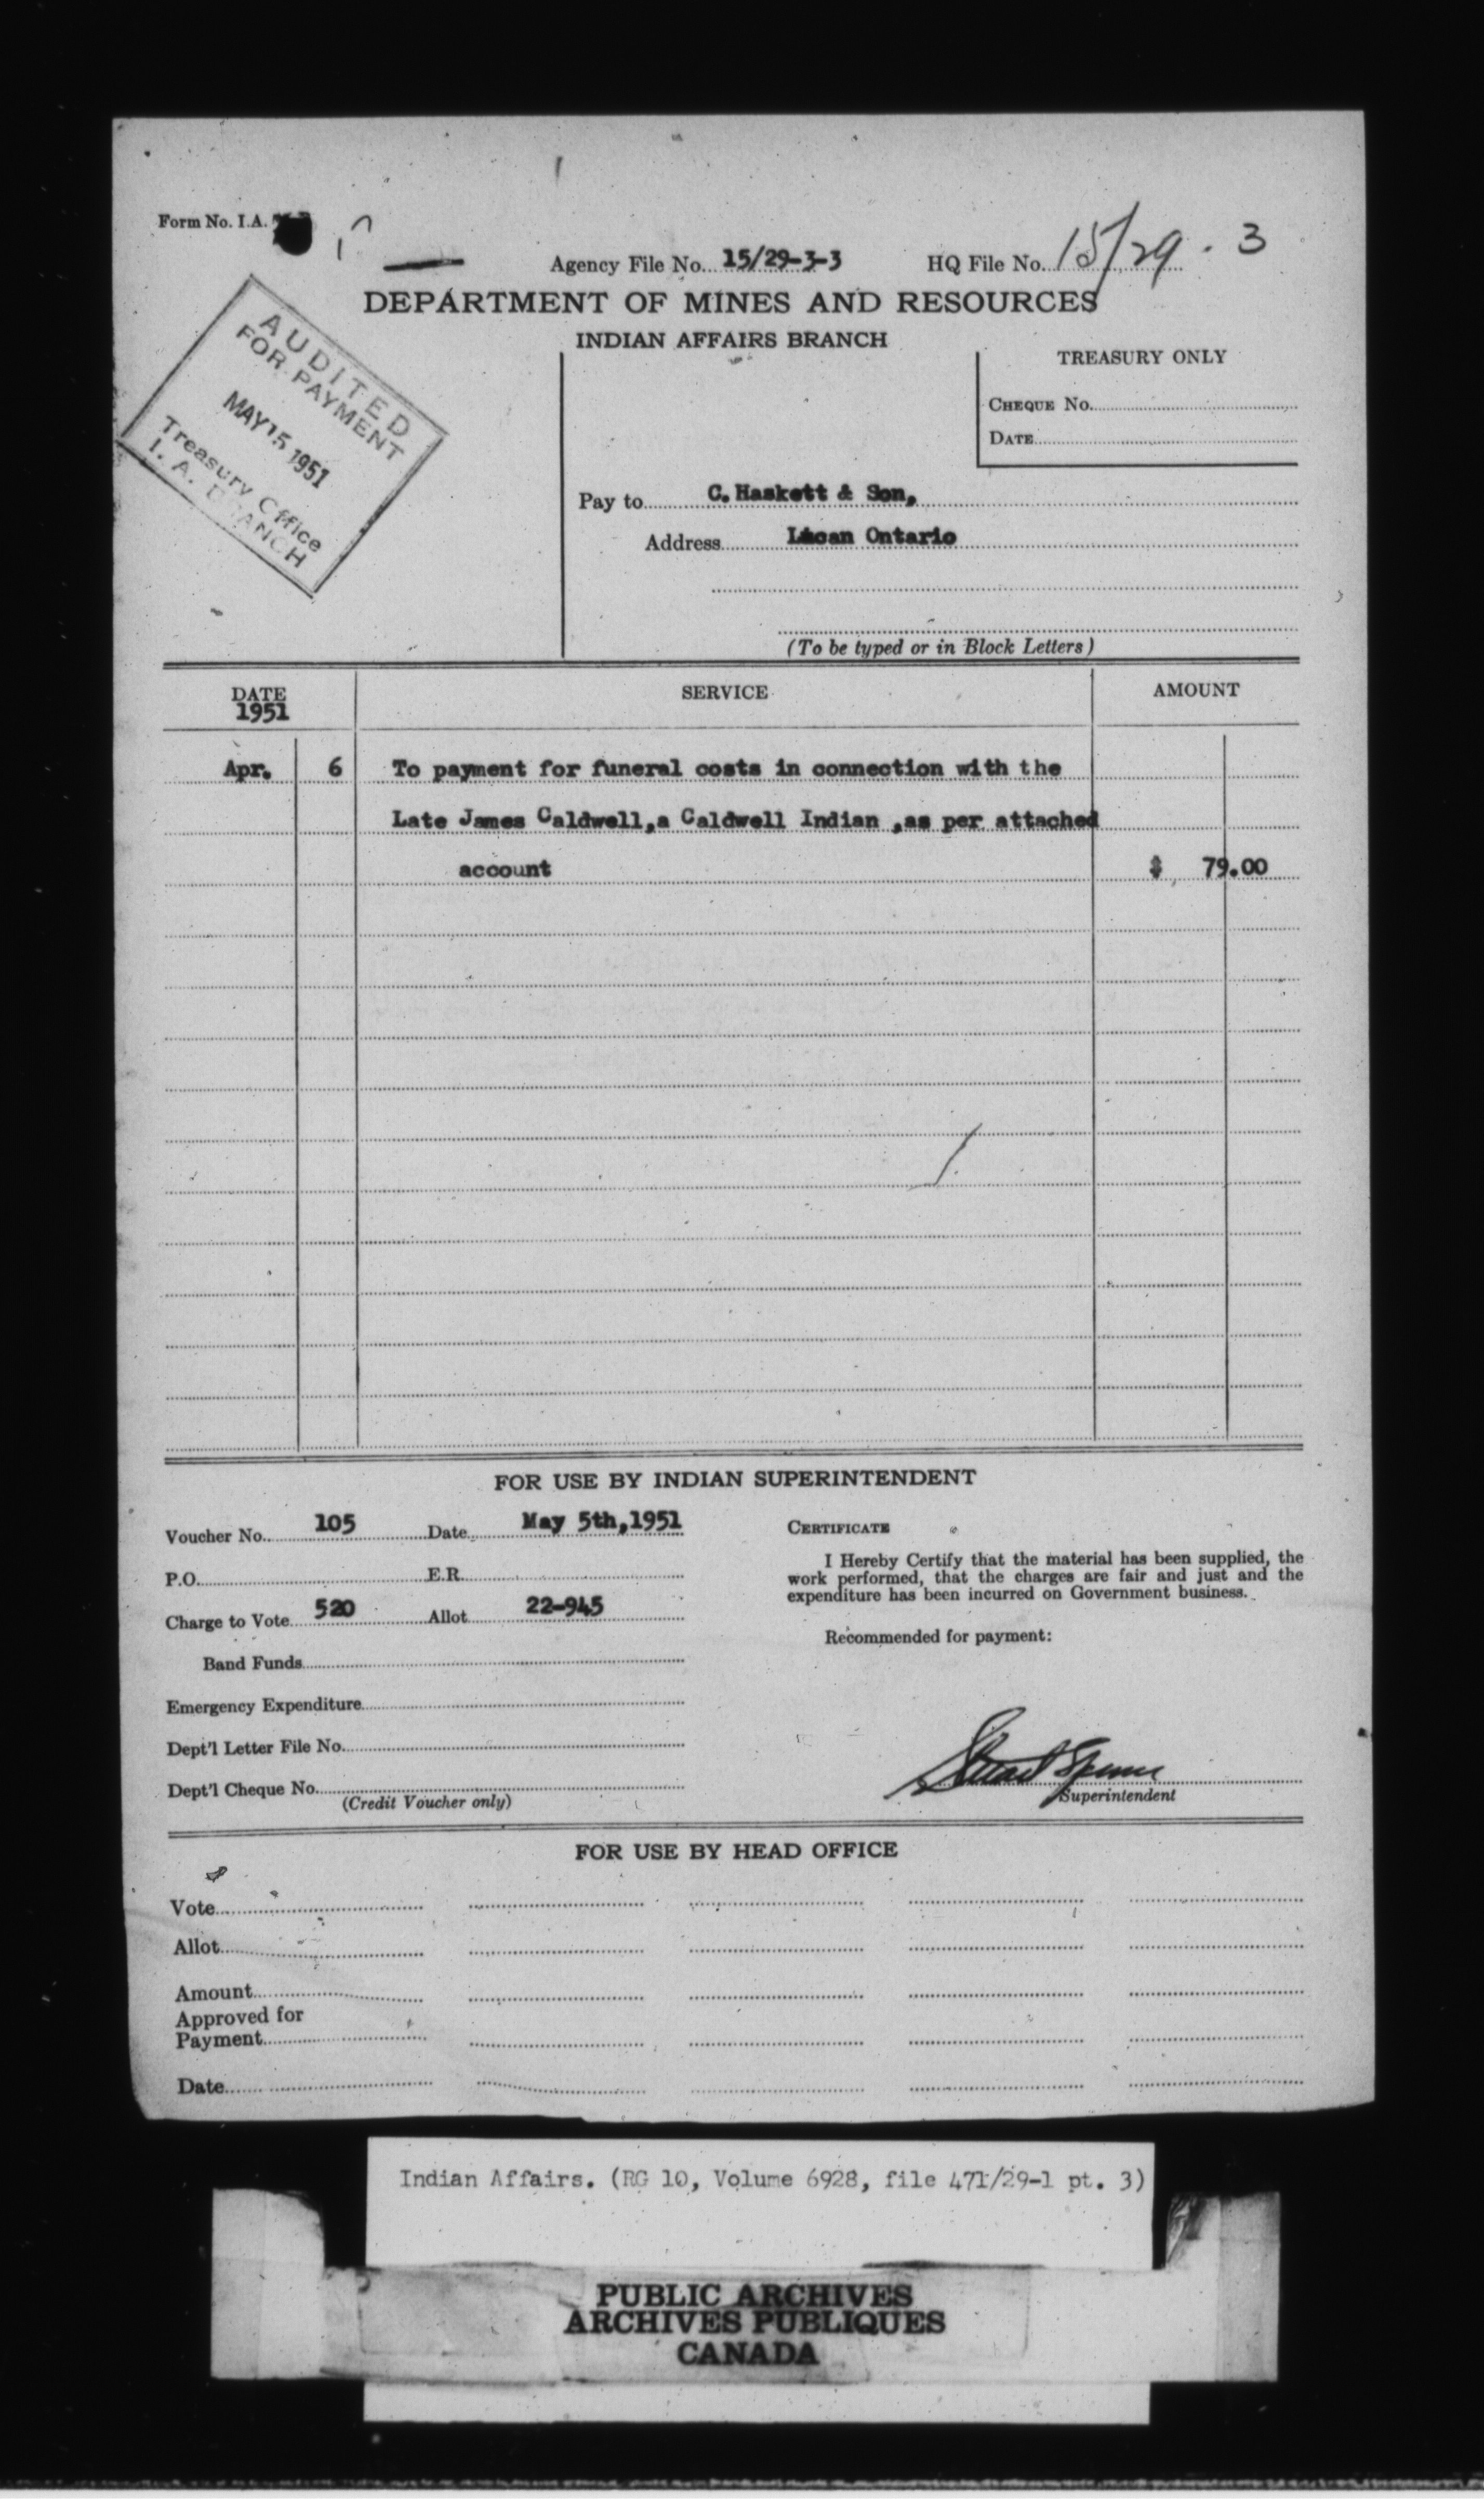 Form No. I.A.
Agency File No. 15/29-3-3 HQ File No. 15/29 - 3
DEPARTMENT OF MINES AND RESOURCES
INDIAN AFFAIRS BRANCH
AUDITED
FOR PAYMENT
MAY 15 1951
Treasury Office
I. A. BRANCH
TREASURY ONLY
CHEQUE No.
DATE
Pay to C. Haskett & Son,
Address Lucan Ontario
(To be typed or in Block Letters)
DATE SERVICE AMOUNT
1951
Apr. 6 To payment for funeral costs in connection with the
Late James Caldwell,a Caldwell Indian ,as per attached
account $ 79.00
FOR USE BY INDIAN SUPERINTENDENT
Voucher No. 105 Date May 5th,1951
P.O. E.R.
Charge to Vote 520 Allot 22-945
Band Funds
Emergency Expenditure
Dept'l Letter File No.
Dept'l Cheque No.
(Credit Voucher only)
CERTIFICATE
I Hereby Certify that the material has been supplied, the
work performed, that the charges are fair and just and the
expenditure has been incurred on Government business.
Recommended for payment:
Superintendent
FOR USE BY HEAD OFFICE
Vote
Allot
Amount
Approved for
Payment
Date
Indian Affairs. (RG 10, Volume 6928, file 471/29-1 pt. 3)
PUBLIC ARCHIVES
ARCHIVES PUBLIQUES
CANADA